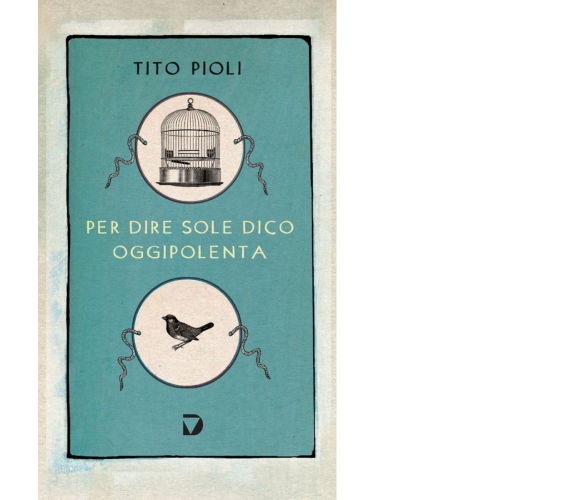 TITO PIOLI
PER DIRE SOLE DICO
OGGIPOLENTA